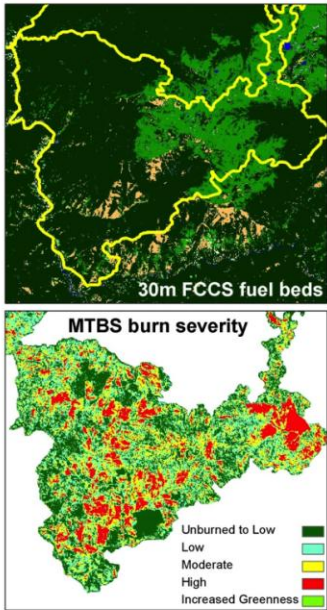 30m FCCS fuel beds
MTBS burn severity
Unburned to Low
Low
Moderate
High
Increased Greenness